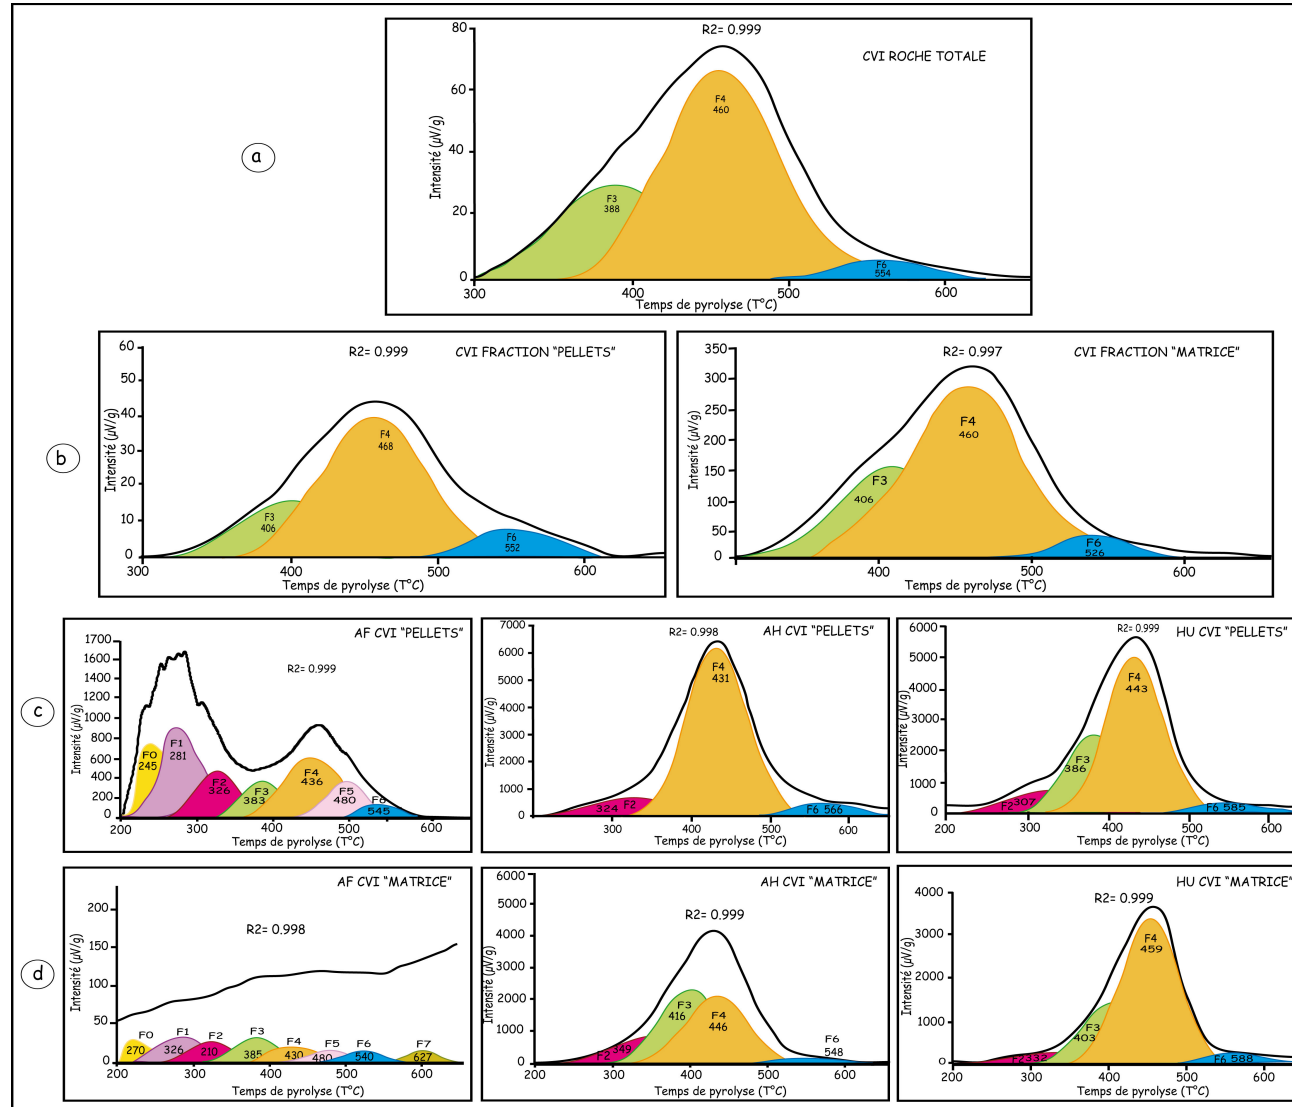 a
R2= 0.999
CVI ROCHE TOTALE
Intensité (µV/g)
80
60
40
20
0
F3
388
F4
460
F6
554
300 400 500 600
Temps de pyrolyse (T°C)
b
R2= 0.999
CVI FRACTION "PELLETS"
Intensité (µV/g)
60
50
40
30
20
10
0
F3
406
F4
468
F6
552
300 400 500 600
Temps de pyrolyse (T°C)
R2= 0.997
CVI FRACTION "MATRICE"
Intensité (µV/g)
350
300
250
200
150
100
50
0
F3
406
F4
460
F6
526
400 500 600
Temps de pyrolyse (T°C)
c
AF CVI "PELLETS"
R2= 0.999
Intensité (µV/g)
1700
1600
1400
1200
1000
800
600
400
200
0
F0
245
F1
281
F2
326
F3
383
F4
436
F5
480
F6
545
200 300 400 500 600
Temps de pyrolyse (T°C)
AH CVI "PELLETS"
R2= 0.998
Intensité (µV/g)
7000
6000
5000
4000
3000
2000
1000
0
324 F2
F4
431
F6 566
200 300 400 500 600
Temps de pyrolyse (T°C)
HU CVI "PELLETS"
R2= 0.999
Intensité (µV/g)
6000
5000
4000
3000
2000
1000
0
F2 307
F3
386
F4
443
F6 585
200 300 400 500 600
Temps de pyrolyse (T°C)
d
AF CVI "MATRICE"
R2= 0.998
Intensité (µV/g)
200
150
100
50
0
F0
270
F1
326
F2
210
F3
385
F4
430
F5
480
F6
540
F7
627
200 300 400 500 600
Temps de pyrolyse (T°C)
AH CVI "MATRICE"
R2= 0.999
Intensité (µV/g)
6000
5000
4000
3000
2000
1000
0
F2 349
F3
416
F4
446
F6
548
200 300 400 500 600
Temps de pyrolyse (T°C)
HU CVI "MATRICE"
R2= 0.999
Intensité (µV/g)
4000
3000
2000
1000
0
F2 332
F3
403
F4
459
F6 588
200 300 400 500 600
Temps de pyrolyse (T°C)